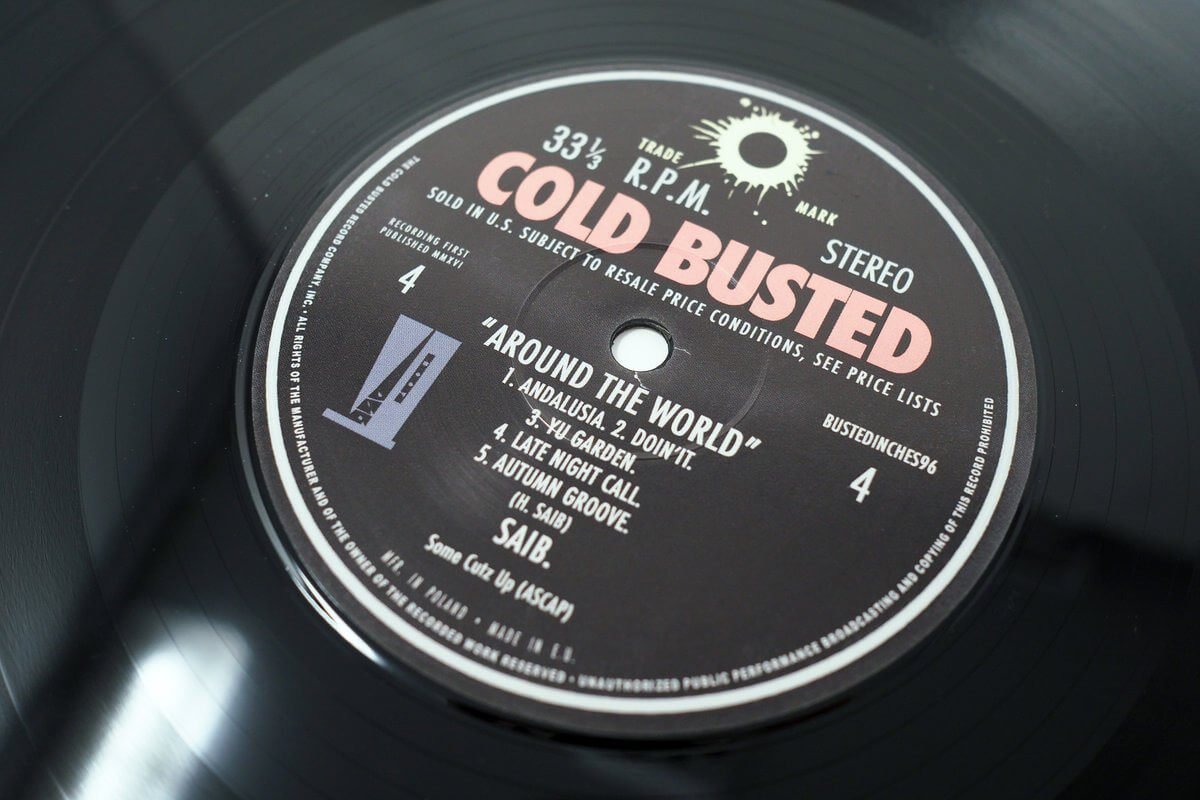 33⅓ R.P.M.
TRADE MARK
STEREO
COLD BUSTED
SOLD IN U.S. SUBJECT TO RESALE PRICE CONDITIONS, SEE PRICE LISTS
RECORDING FIRST
PUBLISHED MMXVI
4
BUSTEDINCHES96
4
"AROUND THE WORLD"
1. ANDALUSIA. 2. DOIN'IT.
3. YU GARDEN.
4. LATE NIGHT CALL.
5. AUTUMN GROOVE.
(H. SAIB)
SAIB.
Some Cutz Up (ASCAP)
MFR. IN POLAND • MADE IN E.U.
THE COLD BUSTED RECORD COMPANY, INC. • ALL RIGHTS OF THE MANUFACTURER AND OF THE OWNER OF THE RECORDED WORK RESERVED • UNAUTHORIZED PUBLIC PERFORMANCE BROADCASTING AND COPYING OF THIS RECORD PROHIBITED